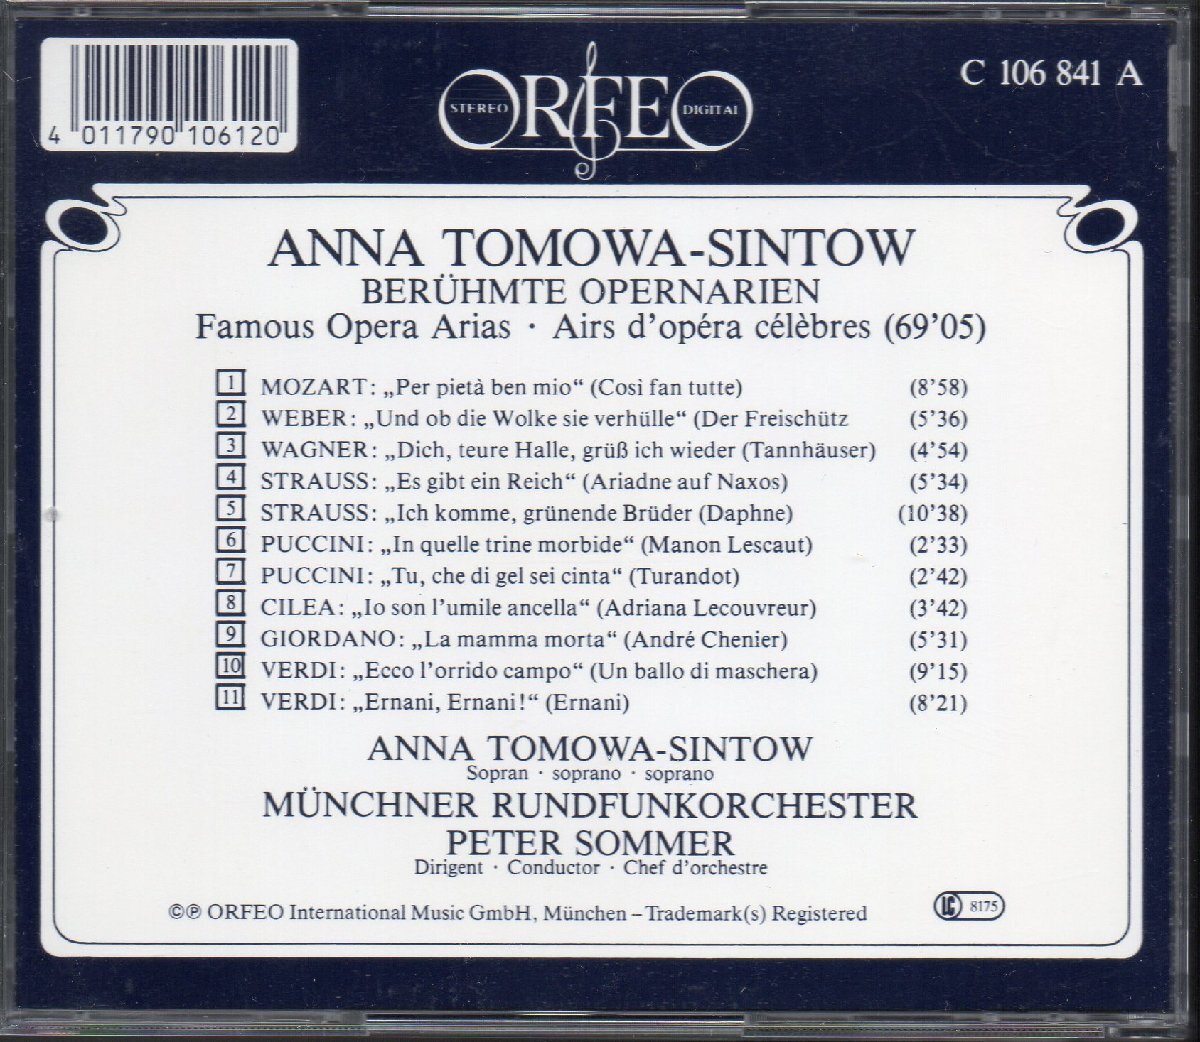 4 011790 106120
STEREO ORFEO DIGITAL
C 106 841 A
ANNA TOMOWA-SINTOW
BERÜHMTE OPERNARIEN
Famous Opera Arias · Airs d'opéra célèbres (69'05)
1 MOZART: „Per pietà ben mio“ (Così fan tutte) (8'58)
2 WEBER: „Und ob die Wolke sie verhülle“ (Der Freischütz (5'36)
3 WAGNER: „Dich, teure Halle, grüß ich wieder (Tannhäuser) (4'54)
4 STRAUSS: „Es gibt ein Reich“ (Ariadne auf Naxos) (5'34)
5 STRAUSS: „Ich komme, grünende Brüder (Daphne) (10'38)
6 PUCCINI: „In quelle trine morbide“ (Manon Lescaut) (2'33)
7 PUCCINI: „Tu, che di gel sei cinta“ (Turandot) (2'42)
8 CILEA: „Io son l'umile ancella“ (Adriana Lecouvreur) (3'42)
9 GIORDANO: „La mamma morta“ (André Chenier) (5'31)
10 VERDI: „Ecco l'orrido campo“ (Un ballo di maschera) (9'15)
11 VERDI: „Ernani, Ernani!“ (Ernani) (8'21)
ANNA TOMOWA-SINTOW
Sopran · soprano · soprano
MÜNCHNER RUNDFUNKORCHESTER
PETER SOMMER
Dirigent · Conductor · Chef d'orchestre
©℗ ORFEO International Music GmbH, München – Trademark(s) Registered
LC 8175